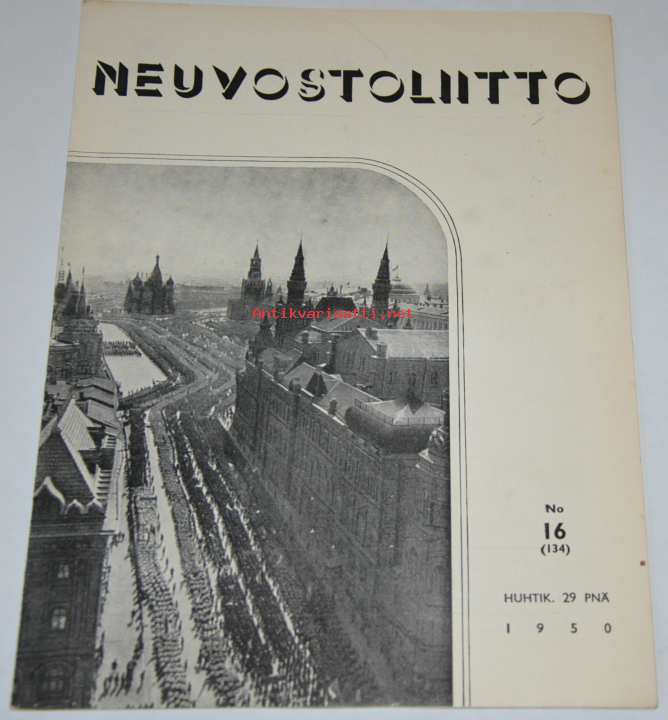 NEUVOSTOLIITTO
Antikvariaatti.net
No
16
(134)
HUHTIK. 29 PNÄ
1950